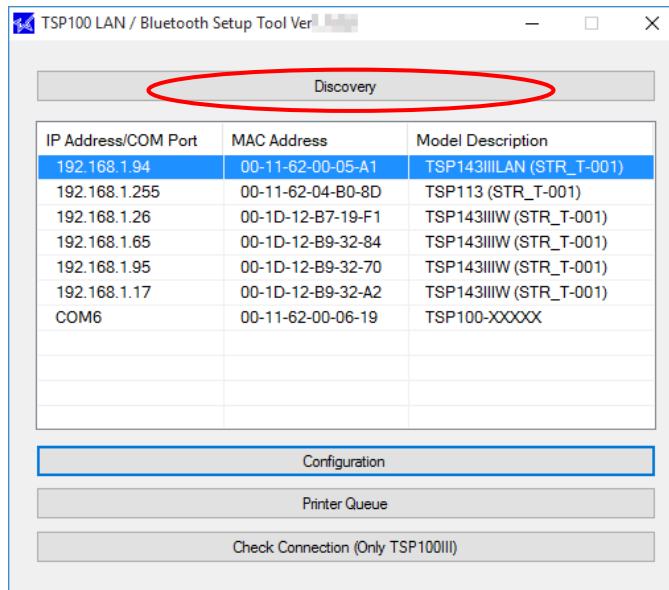 TSP100 LAN / Bluetooth Setup Tool Ver
Discovery
IP Address/COM Port MAC Address Model Description
192.168.1.94 00-11-62-00-05-A1 TSP143IIILAN (STR_T-001)
192.168.1.255 00-11-62-04-B0-8D TSP113 (STR_T-001)
192.168.1.26 00-1D-12-B7-19-F1 TSP143IIIW (STR_T-001)
192.168.1.65 00-1D-12-B9-32-84 TSP143IIIW (STR_T-001)
192.168.1.95 00-1D-12-B9-32-70 TSP143IIIW (STR_T-001)
192.168.1.17 00-1D-12-B9-32-A2 TSP143IIIW (STR_T-001)
COM6 00-11-62-00-06-19 TSP100-XXXXX
Configuration
Printer Queue
Check Connection (Only TSP100III)